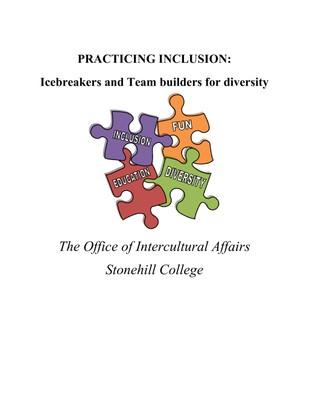 PRACTICING INCLUSION:
Icebreakers and Team builders for diversity
INCLUSION
FUN
EDUCATION
DIVERSITY
The Office of Intercultural Affairs
Stonehill College